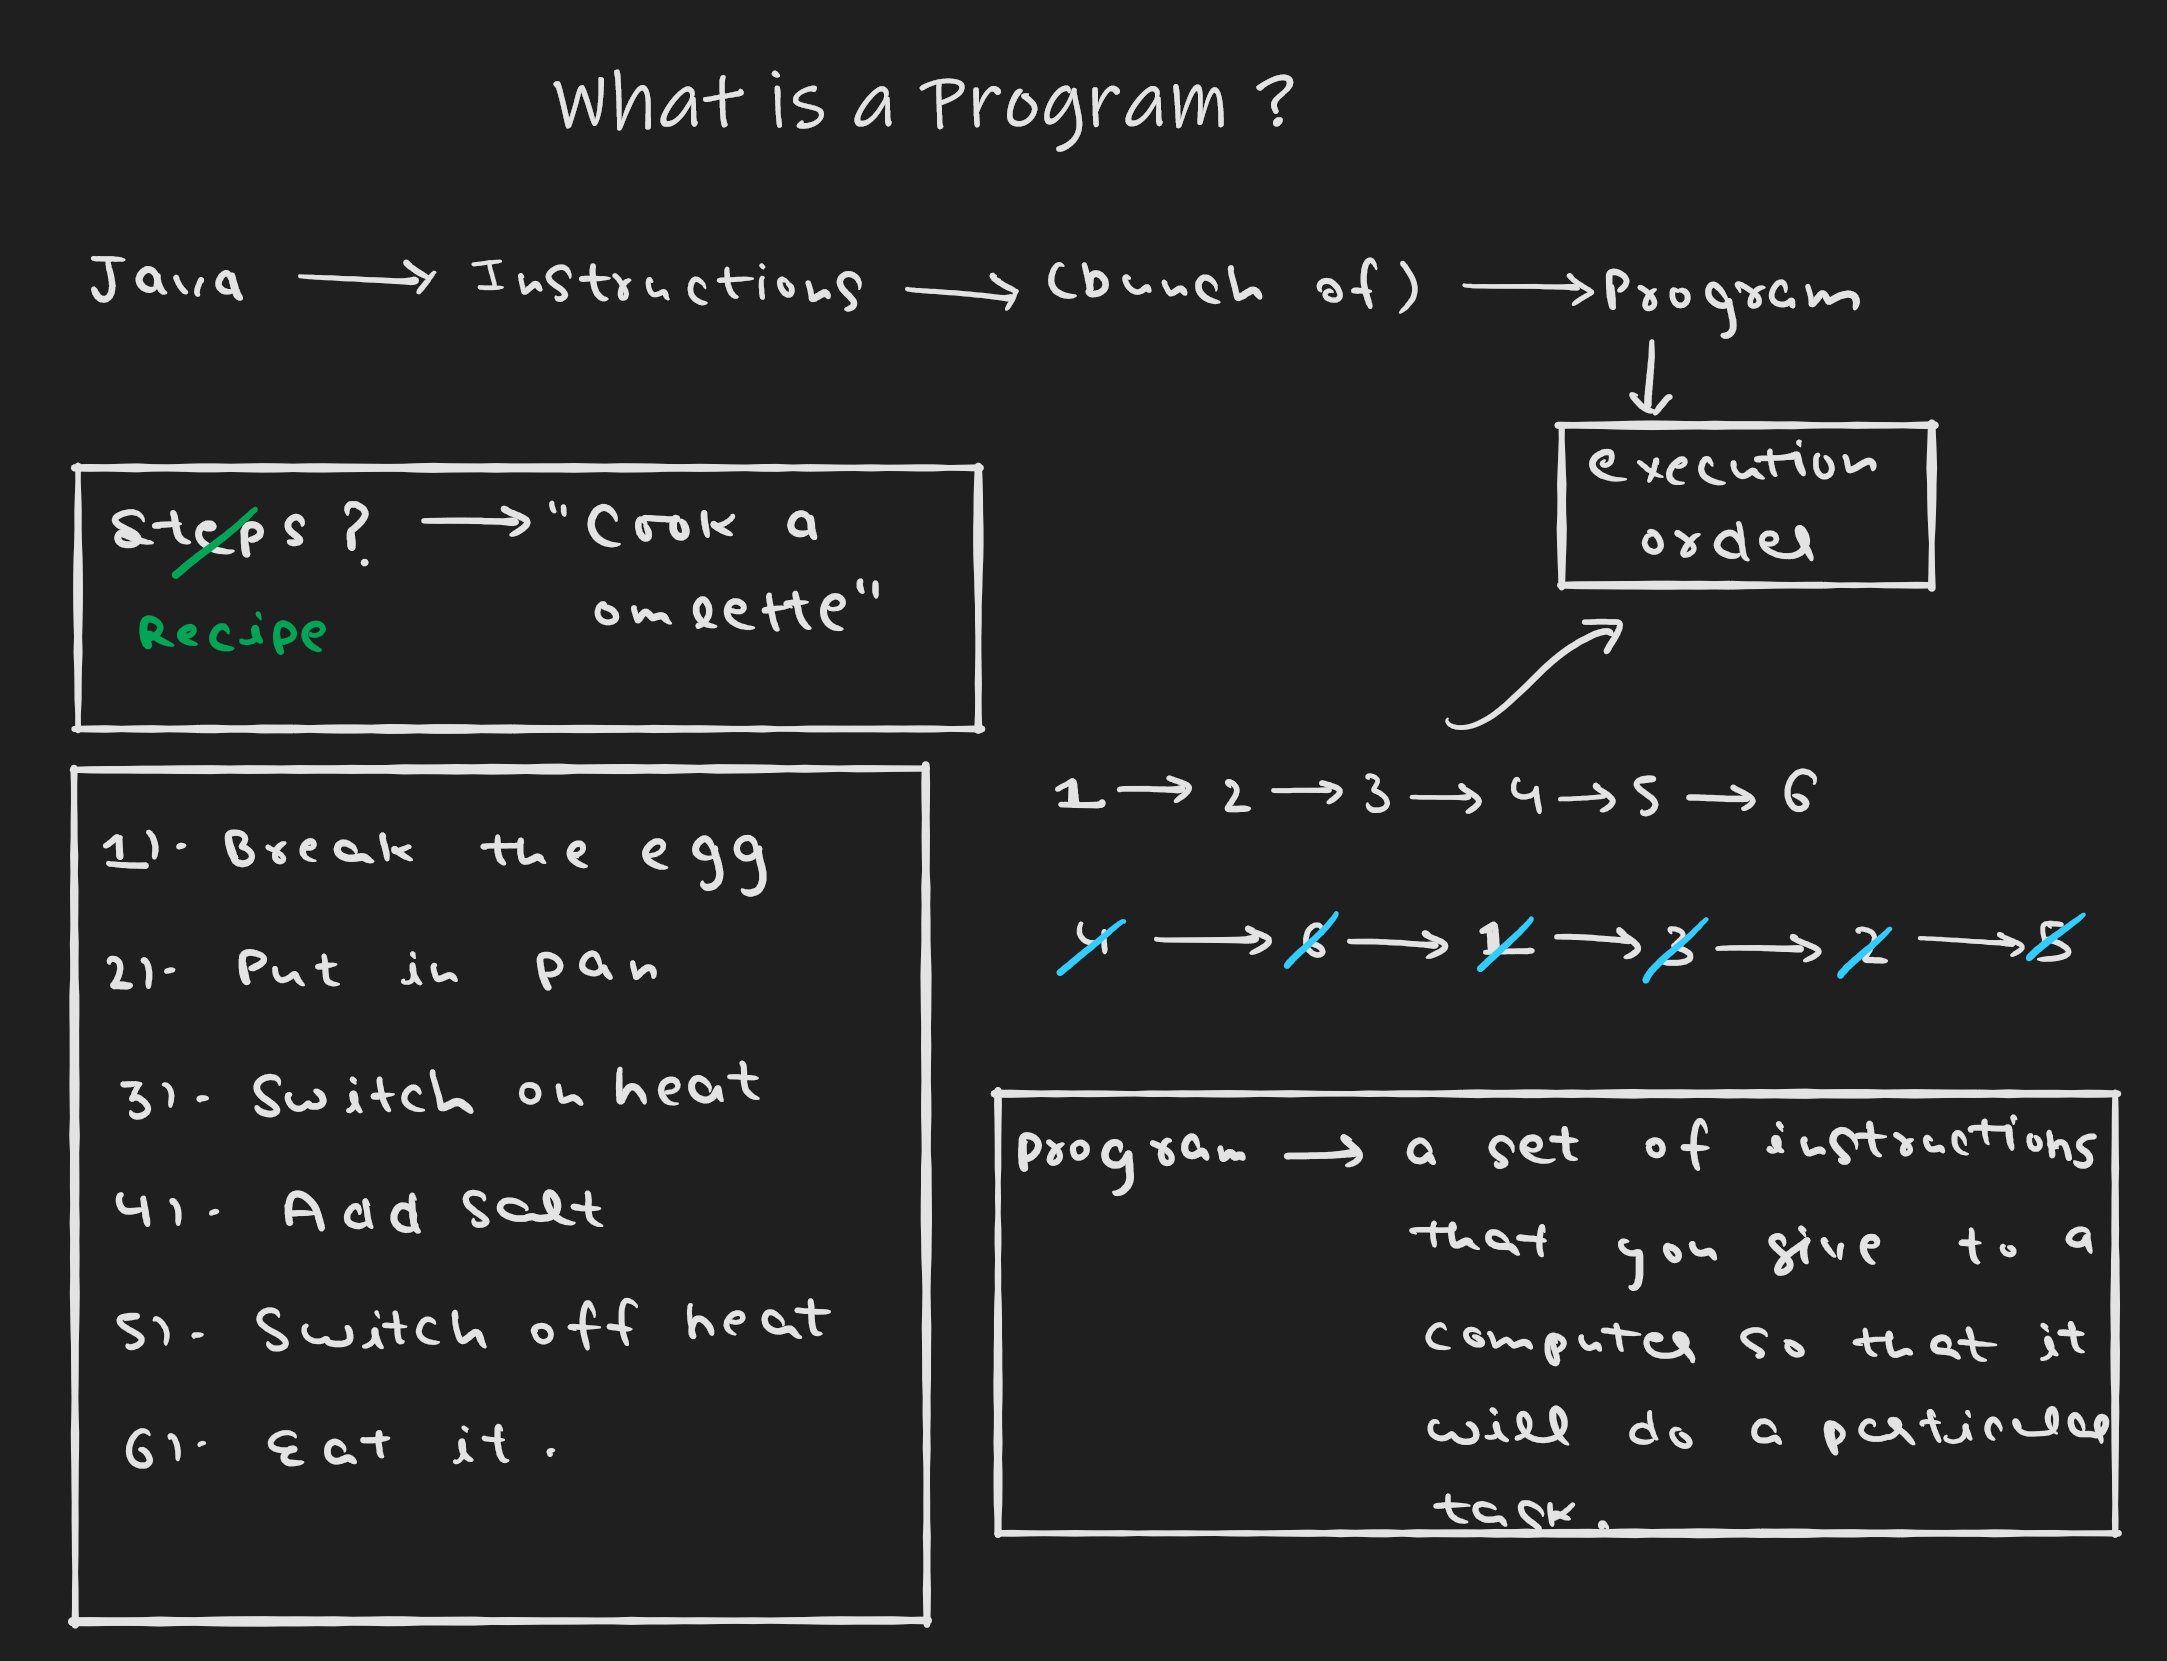 What is a Program ?
Java → Instructions → (bunch of) → Program
execution
order
Steps ? → "Cook a
omelette"
Recipe
1 → 2 → 3 → 4 → 5 → 6
4 → 6 → 1 → 3 → 2 → 5
1)· Break the egg
2)- Put in pan
3)- Switch on heat
4)- Add salt
5)- Switch off heat
6)- Eat it .
Program → a set of instructions
that you give to a
computer so that it
will do a particular
task.